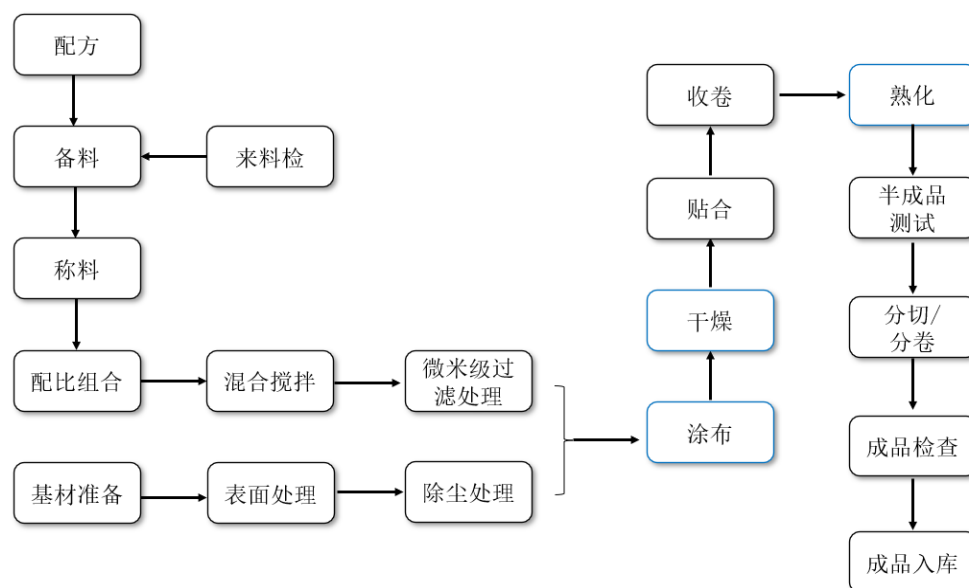 配方
备料
来料检
称料
配比组合
混合搅拌
微米级过
滤处理
基材准备
表面处理
除尘处理
涂布
干燥
贴合
收卷
熟化
半成品
测试
分切/
分卷
成品检查
成品入库